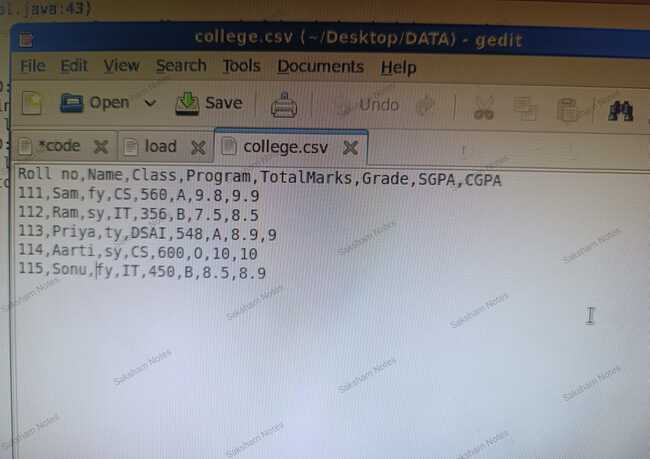 al.java:43)
college.csv (~/Desktop/DATA) - gedit
File Edit View Search Tools Documents Help
Open Save Undo
*code load college.csv
Roll no,Name,Class,Program,TotalMarks,Grade,SGPA,CGPA
111,Sam,fy,CS,560,A,9.8,9.9
112,Ram,sy,IT,356,B,7.5,8.5
113,Priya,ty,DSAI,548,A,8.9,9
114,Aarti,sy,CS,600,O,10,10
115,Sonu,fy,IT,450,B,8.5,8.9
Saksham Notes